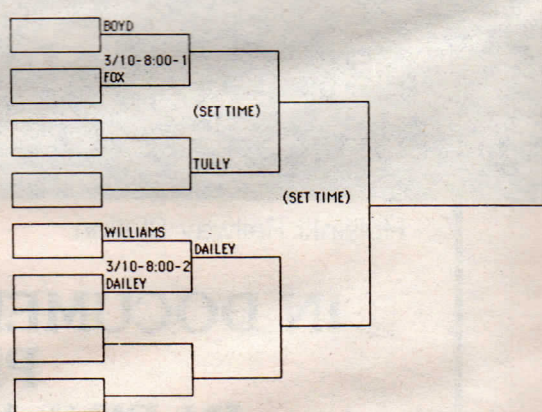 BOYD
3/10-8:00-1
FOX
(SET TIME)
TULLY
(SET TIME)
WILLIAMS
DAILEY
3/10-8:00-2
DAILEY